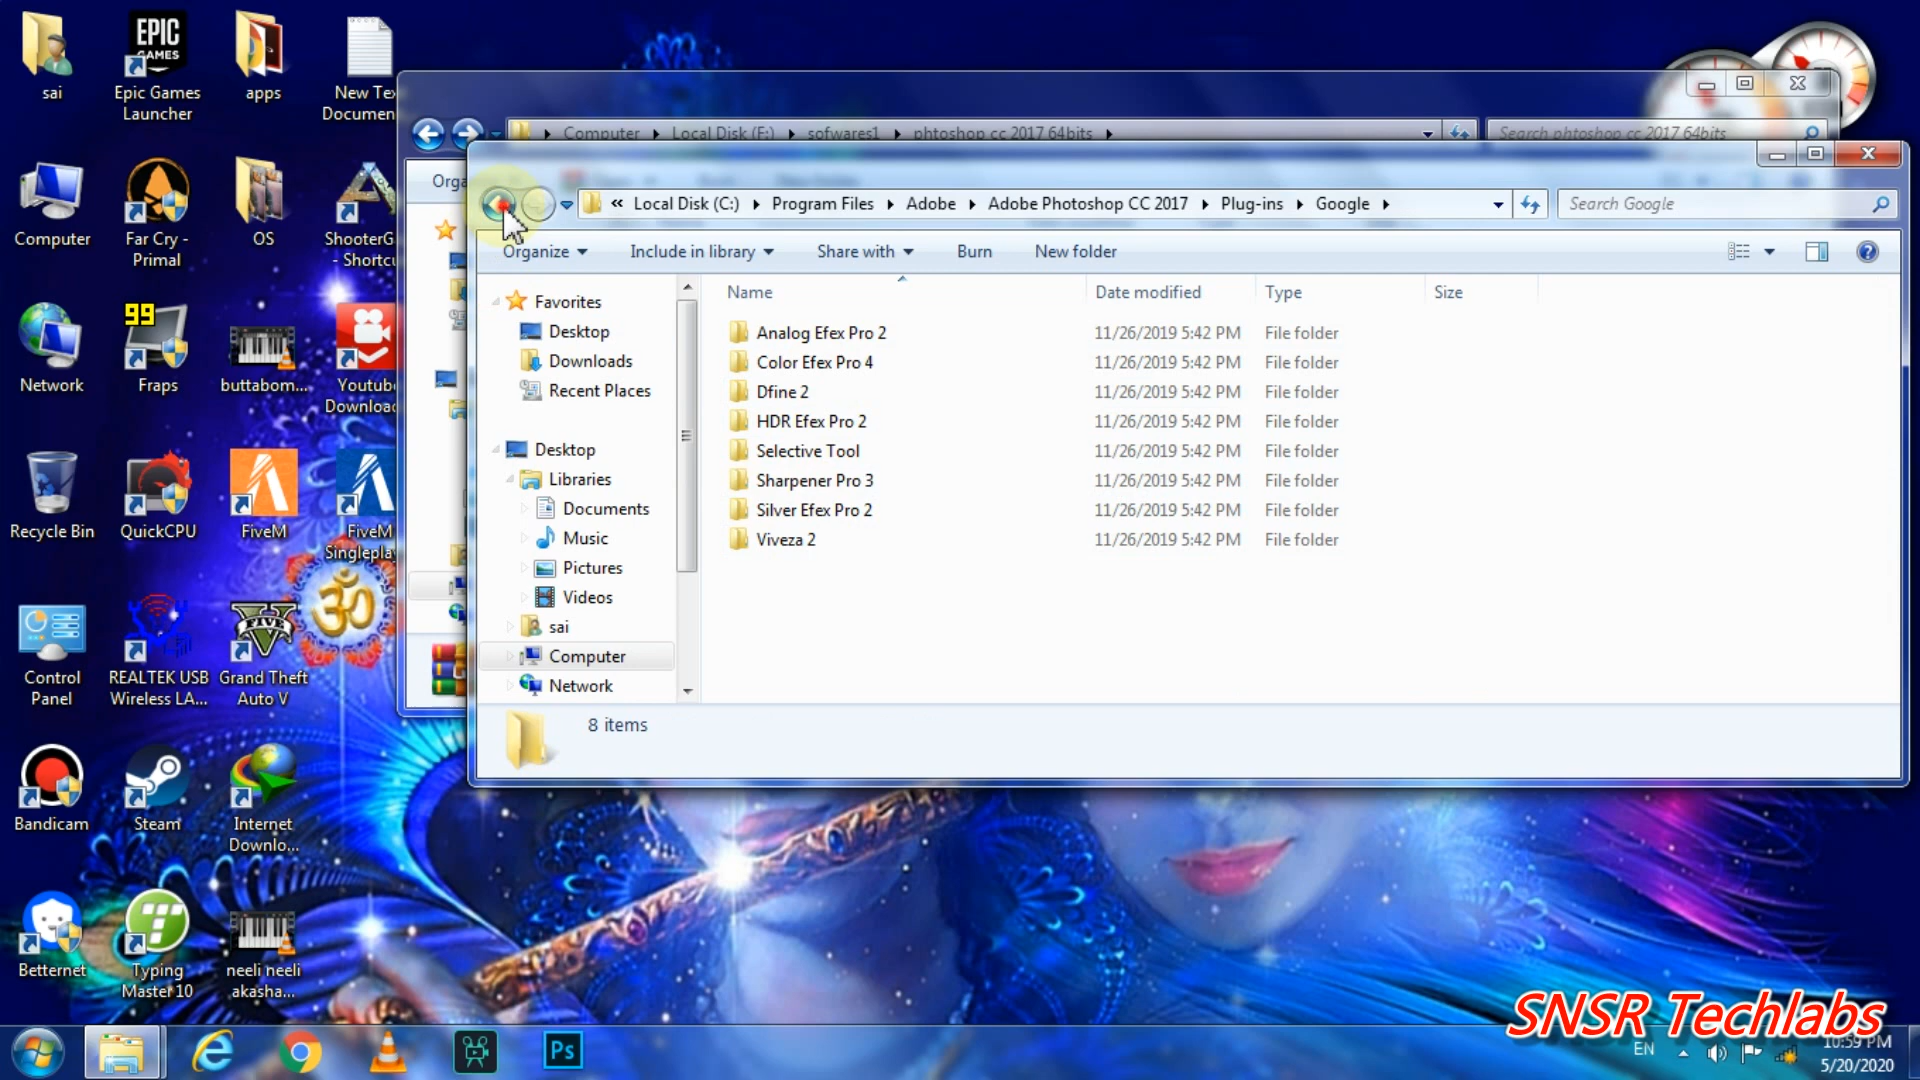 sai
Epic Games
Launcher
EPIC
GAMES
apps
New Tex
Documen
Computer
Far Cry -
Primal
OS
ShooterG
- Shortcu
Network
99
Fraps
buttabom...
Youtube
Download
Recycle Bin
QuickCPU
FiveM
FiveM
Singlepla
Control
Panel
REALTEK USB
Wireless LA...
FIVE
Grand Theft
Auto V
ॐ
Bandicam
Steam
Internet
Downlo...
Betternet
Typing
Master 10
neeli neeli
akasha...
Computer Local Disk (F:) sofwares1 phtoshop cc 2017 64bits
Search phtoshop cc 2017 64bits
Orga
« Local Disk (C:) Program Files Adobe Adobe Photoshop CC 2017 Plug-ins Google
Search Google
Organize Include in library Share with Burn New folder
Name Date modified Type Size
Favorites
Desktop
Downloads
Recent Places
Desktop
Libraries
Documents
Music
Pictures
Videos
sai
Computer
Network
Analog Efex Pro 2 11/26/2019 5:42 PM File folder
Color Efex Pro 4 11/26/2019 5:42 PM File folder
Dfine 2 11/26/2019 5:42 PM File folder
HDR Efex Pro 2 11/26/2019 5:42 PM File folder
Selective Tool 11/26/2019 5:42 PM File folder
Sharpener Pro 3 11/26/2019 5:42 PM File folder
Silver Efex Pro 2 11/26/2019 5:42 PM File folder
Viveza 2 11/26/2019 5:42 PM File folder
8 items
SNSR Techlabs
Ps
EN
10:59 PM
5/20/2020